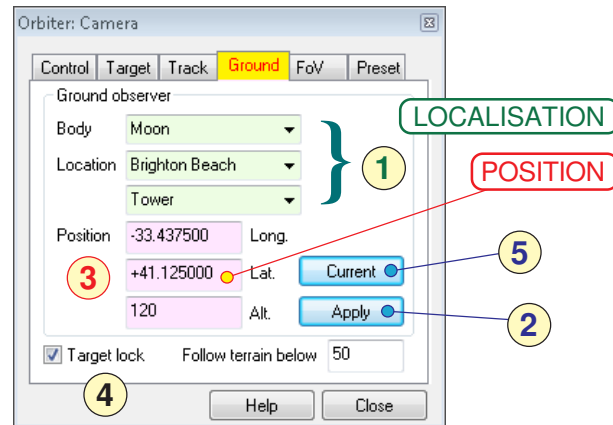 Orbiter: Camera
Control Target Track Ground FoV Preset
Ground observer
LOCALISATION
Body Moon
Location Brighton Beach
1
POSITION
Tower
Position -33.437500 Long.
5
3 +41.125000 Lat. Current
120 Alt. Apply
2
Target lock Follow terrain below 50
4
Help Close